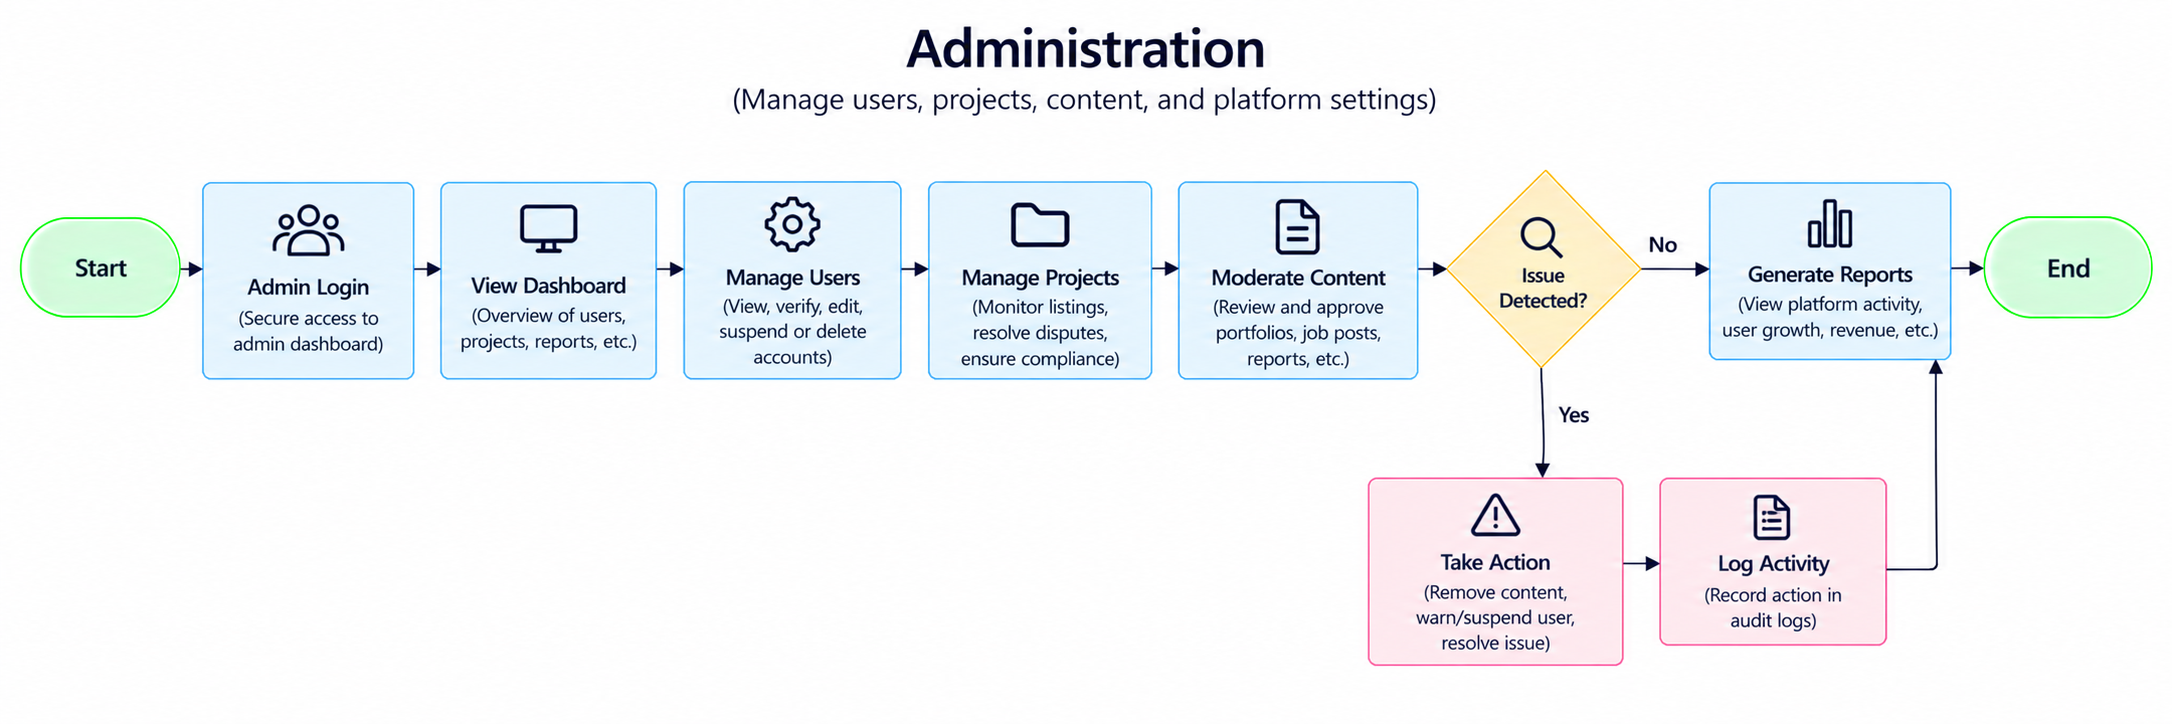 Administration
(Manage users, projects, content, and platform settings)
Start
Admin Login
(Secure access to
admin dashboard)
View Dashboard
(Overview of users,
projects, reports, etc.)
Manage Users
(View, verify, edit,
suspend or delete
accounts)
Manage Projects
(Monitor listings,
resolve disputes,
ensure compliance)
Moderate Content
(Review and approve
portfolios, job posts,
reports, etc.)
Issue
Detected?
No
Generate Reports
(View platform activity,
user growth, revenue, etc.)
End
Yes
Take Action
(Remove content,
warn/suspend user,
resolve issue)
Log Activity
(Record action in
audit logs)